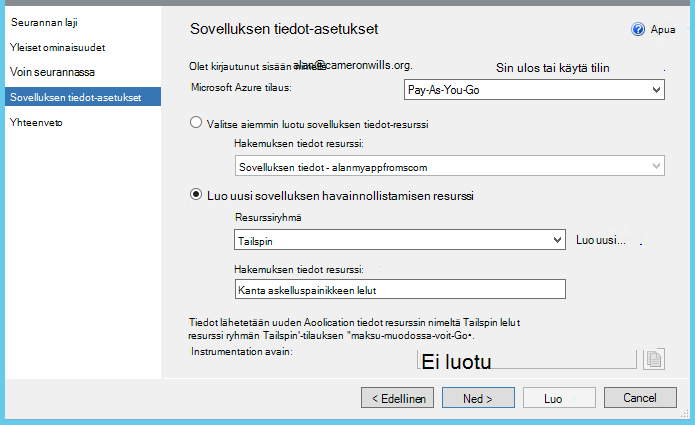 Seurannan laji
Yleiset ominaisuudet
Voin seurannassa
Sovelluksen tiedot-asetukset
Yhteenveto
Sovelluksen tiedot-asetukset
Apua
Olet kirjautunut sisään nimellä alan@cameronwills.org.
Sin ulos tai käytä tilin
Microsoft Azure tilaus:
Pay-As-You-Go
Valitse aiemmin luotu sovelluksen tiedot-resurssi
Hakemuksen tiedot resurssi:
Sovelluksen tiedot - alanmyappfromscom
Luo uusi sovelluksen havainnollistamisen resurssi
Resurssiryhmä
Tailspin
Luo uusi...
Hakemuksen tiedot resurssi:
Kanta askelluspainikkeen lelut
Tiedot lähetetään uuden Aoolication tiedot resurssin nimeltä Tailspin lelut
resurssi ryhmän Tailspin'-tilauksen "maksu-muodossa-voit-Go•.
Instrumentation avain:
Ei luotu
< Edellinen
Ned >
Luo
Cancel